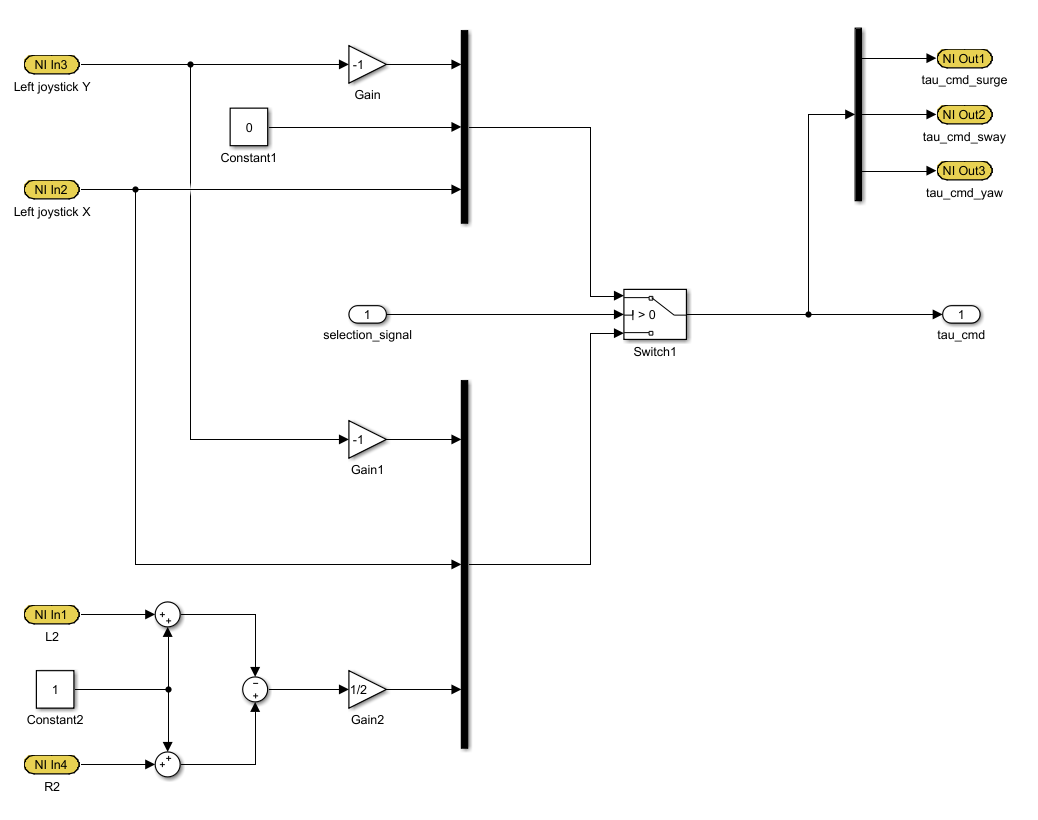 NI In3
Left joystick Y
-1
Gain
0
Constant1
NI In2
Left joystick X
NI Out1
tau_cmd_surge
NI Out2
tau_cmd_sway
NI Out3
tau_cmd_yaw
1
selection_signal
> 0
Switch1
1
tau_cmd
-1
Gain1
NI In1
L2
+
+
1
Constant2
−
+
1/2
Gain2
NI In4
R2
+
+